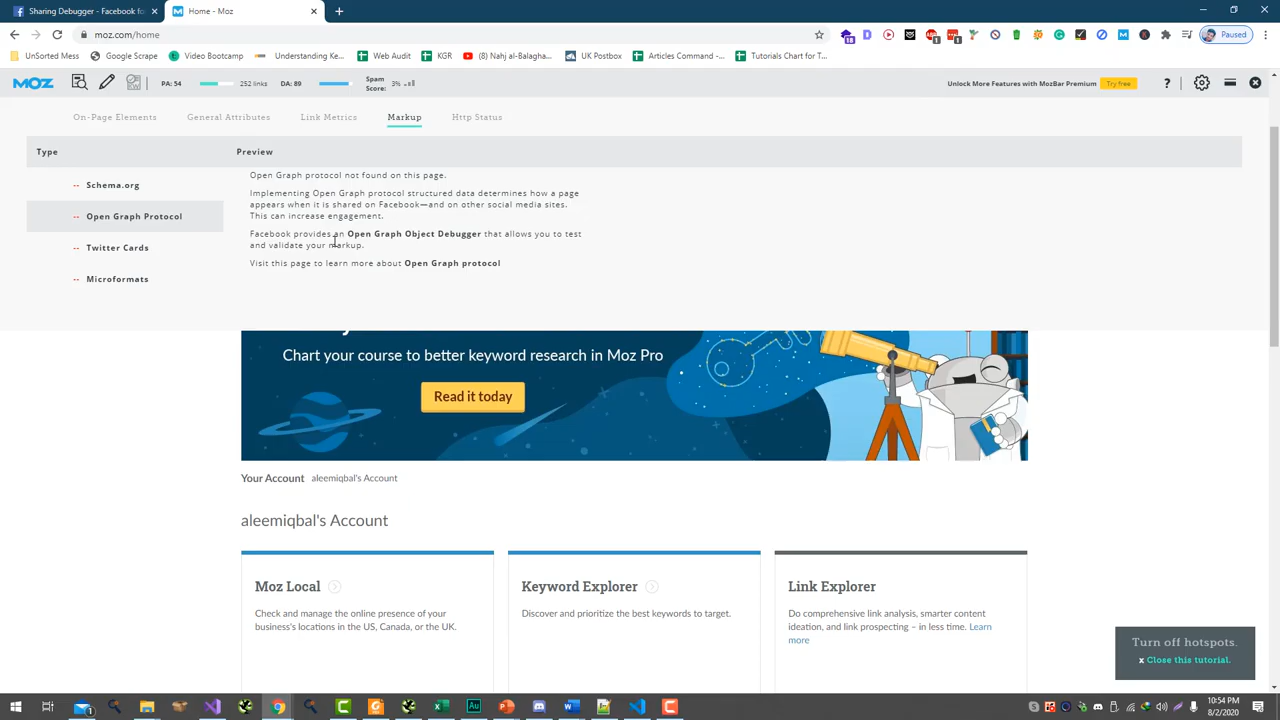 Sharing Debugger - Facebook for
Home - Moz
moz.com/home
Paused
UnSorted Mess
Google Scrape
Video Bootcamp
Understanding Ke...
Web Audit
KGR
(8) Nahj al-Balagha...
UK Postbox
Articles Command -...
Tutorials Chart for T...
MOZ
PA: 54
252 links
DA: 89
Spam
Score:
3%
Unlock More Features with MozBar Premium
Try free
On-Page Elements
General Attributes
Link Metrics
Markup
Http Status
Type
Preview
-- Schema.org
-- Open Graph Protocol
-- Twitter Cards
-- Microformats
Open Graph protocol not found on this page.
Implementing Open Graph protocol structured data determines how a page
appears when it is shared on Facebook—and on other social media sites.
This can increase engagement.
Facebook provides an Open Graph Object Debugger that allows you to test
and validate your markup.
Visit this page to learn more about Open Graph protocol
Chart your course to better keyword research in Moz Pro
Read it today
Your Account aleemiqbal's Account
aleemiqbal's Account
Moz Local
Check and manage the online presence of your
business's locations in the US, Canada, or the UK.
Keyword Explorer
Discover and prioritize the best keywords to target.
Link Explorer
Do comprehensive link analysis, smarter content
ideation, and link prospecting – in less time. Learn
more
Turn off hotspots.
x Close this tutorial.
10:54 PM
8/2/2020